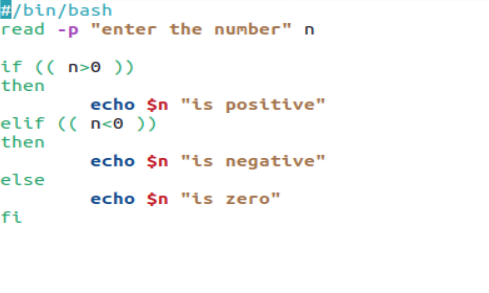 #/bin/bash
read -p "enter the number" n
if (( n>0 ))
then
echo $n "is positive"
elif (( n<0 ))
then
echo $n "is negative"
else
echo $n "is zero"
fi